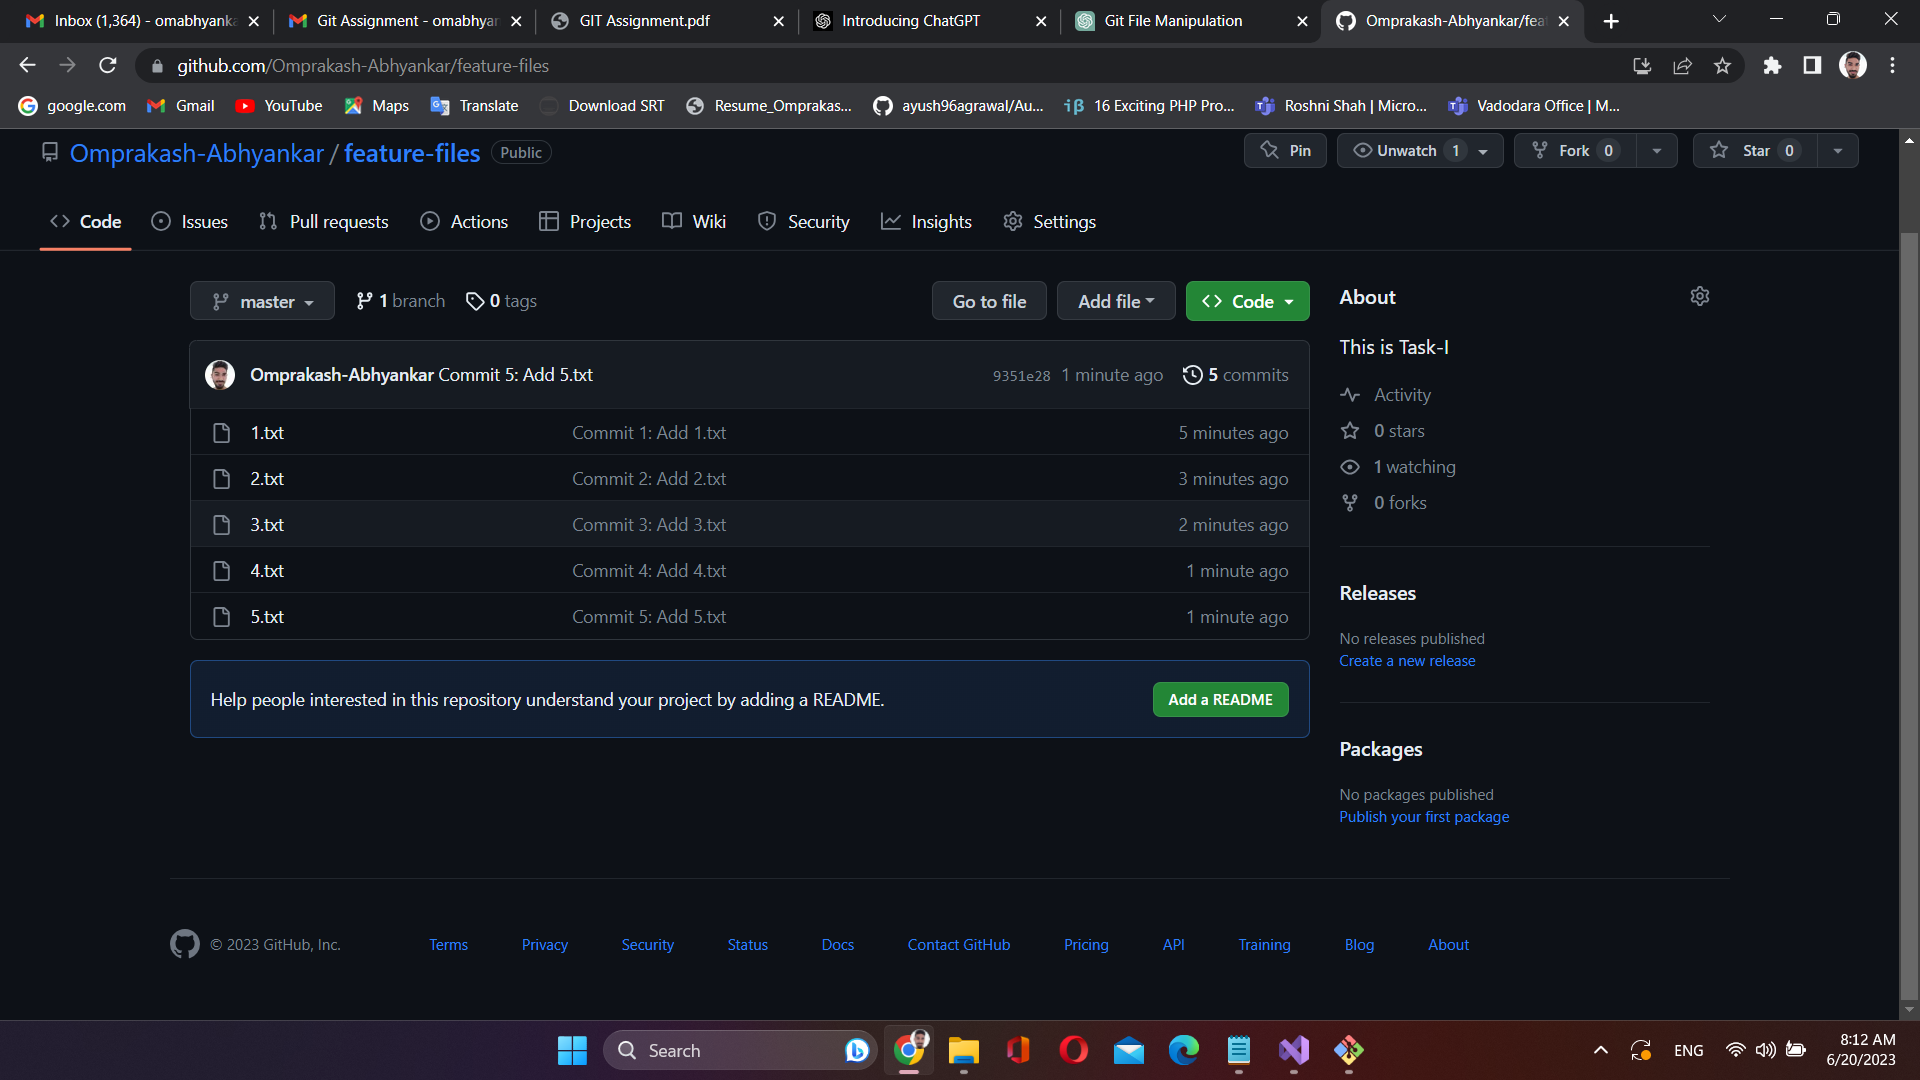 Inbox (1,364) - omabhyanka
Git Assignment - omabhyan
GIT Assignment.pdf
Introducing ChatGPT
Git File Manipulation
Omprakash-Abhyankar/fea
github.com/Omprakash-Abhyankar/feature-files
google.com
Gmail
YouTube
Maps
Translate
Download SRT
Resume_Omprakas...
ayush96agrawal/Au...
iβ 16 Exciting PHP Pro...
Roshni Shah | Micro...
Vadodara Office | M...
Omprakash-Abhyankar / feature-files Public
Pin
Unwatch 1
Fork 0
Star 0
Code
Issues
Pull requests
Actions
Projects
Wiki
Security
Insights
Settings
master
1 branch
0 tags
Go to file
Add file
Code
Omprakash-Abhyankar Commit 5: Add 5.txt 9351e28 1 minute ago 5 commits
1.txt Commit 1: Add 1.txt 5 minutes ago
2.txt Commit 2: Add 2.txt 3 minutes ago
3.txt Commit 3: Add 3.txt 2 minutes ago
4.txt Commit 4: Add 4.txt 1 minute ago
5.txt Commit 5: Add 5.txt 1 minute ago
Help people interested in this repository understand your project by adding a README.
Add a README
About
This is Task-I
Activity
0 stars
1 watching
0 forks
Releases
No releases published
Create a new release
Packages
No packages published
Publish your first package
© 2023 GitHub, Inc.
Terms
Privacy
Security
Status
Docs
Contact GitHub
Pricing
API
Training
Blog
About
Search
ENG
8:12 AM
6/20/2023